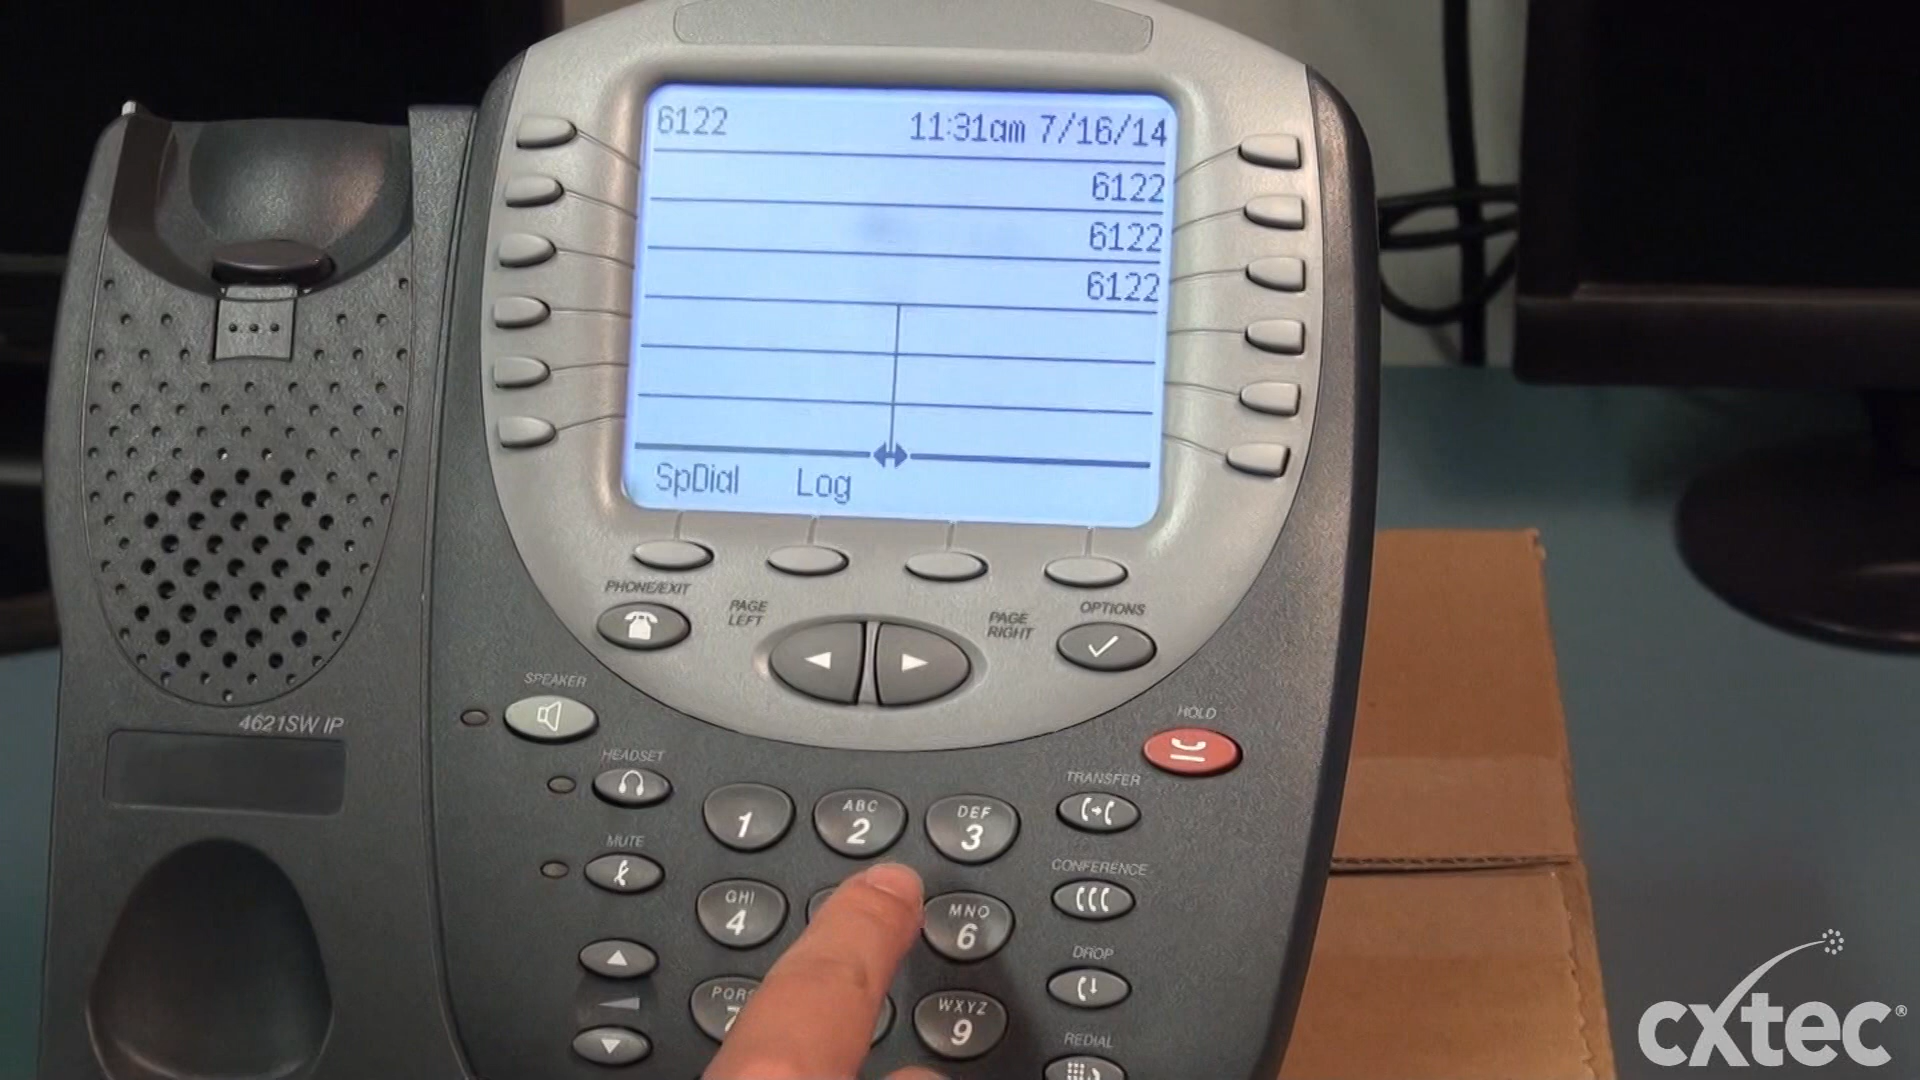 6122 11:31am 7/16/14
6122
6122
6122
SpDial Log
PHONE/EXIT
PAGE LEFT
PAGE RIGHT
OPTIONS
SPEAKER
4621SW IP
HOLD
HEADSET
TRANSFER
1
ABC 2
DEF 3
MUTE
CONFERENCE
GHI 4
MNO 6
DROP
PQRS 7
WXYZ 9
REDIAL
cxtec®